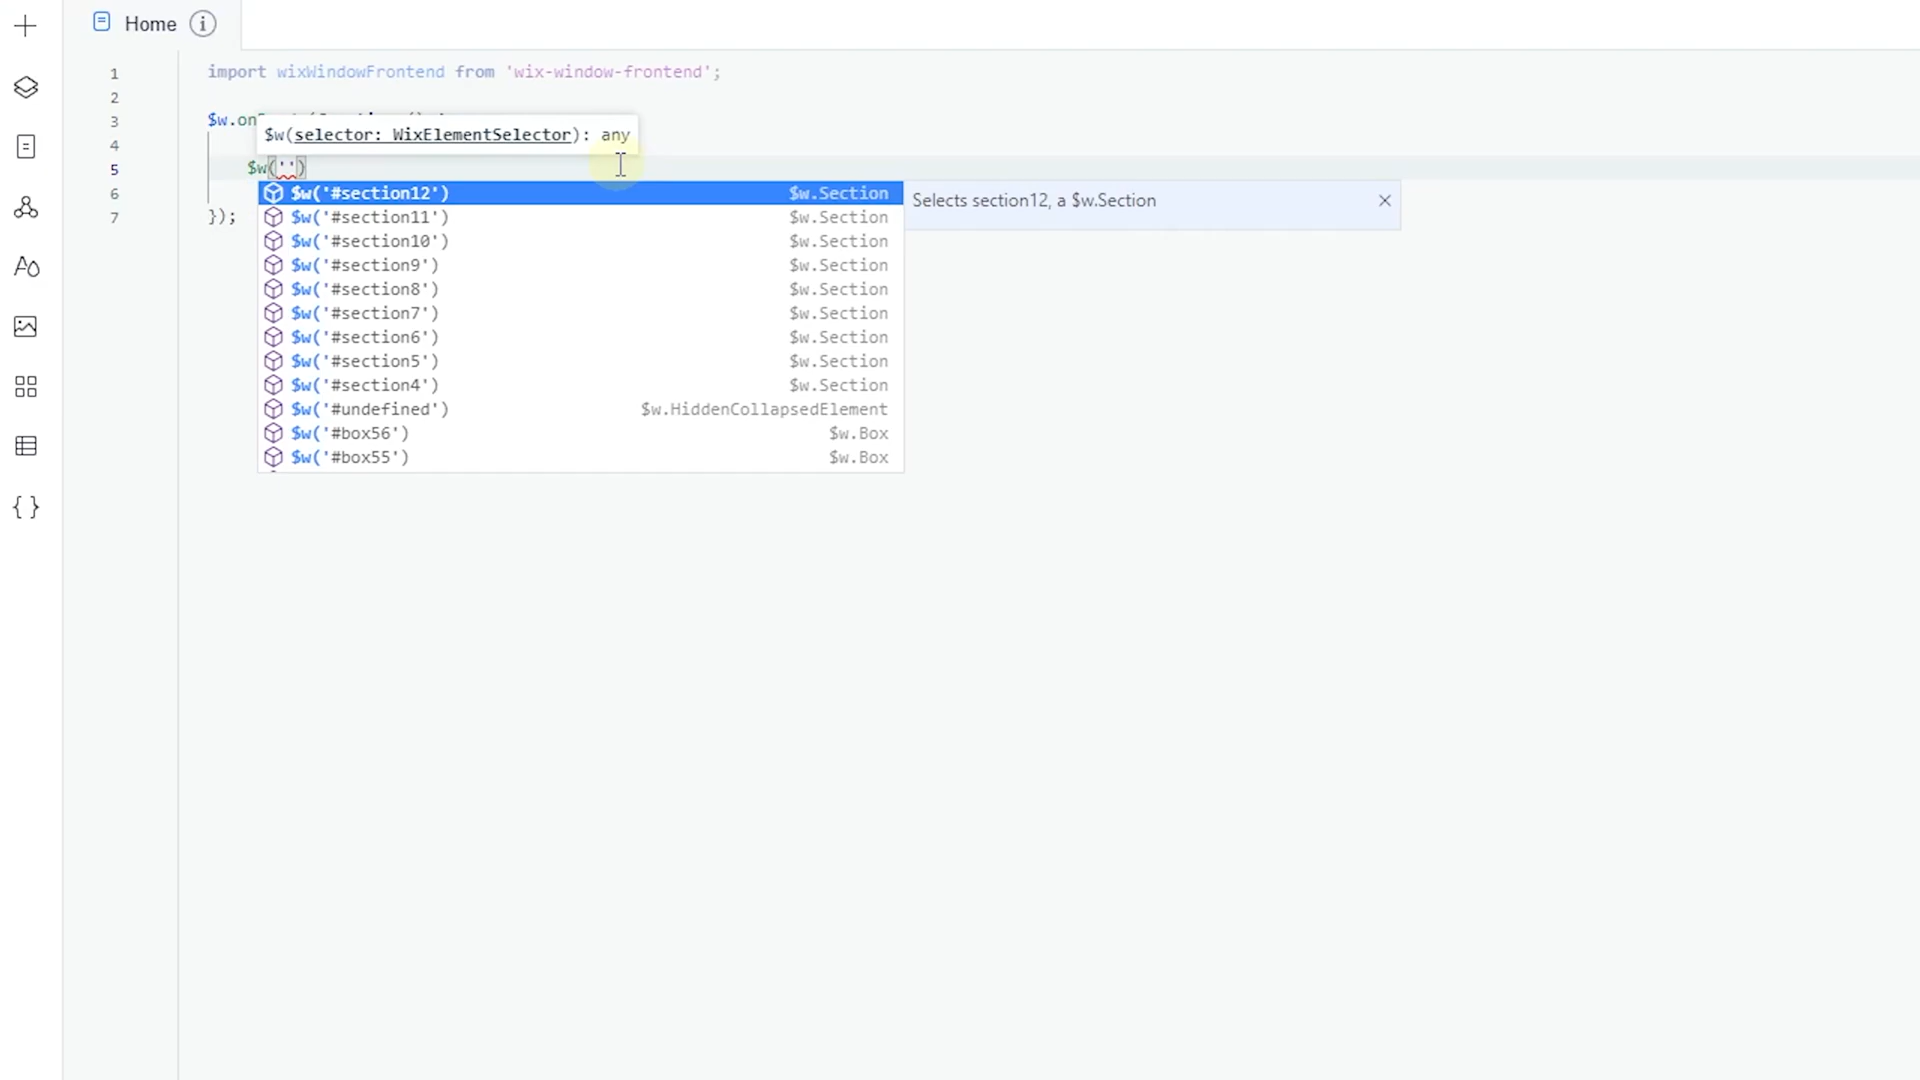 Home
1 import wixWindowFrontend from 'wix-window-frontend';
2
3 $w.on
$w(selector: WixElementSelector): any
4
5 $w('')
6
7 });
$w('#section12') $w.Section
Selects section12, a $w.Section
$w('#section11') $w.Section
$w('#section10') $w.Section
$w('#section9') $w.Section
$w('#section8') $w.Section
$w('#section7') $w.Section
$w('#section6') $w.Section
$w('#section5') $w.Section
$w('#section4') $w.Section
$w('#undefined') $w.HiddenCollapsedElement
$w('#box56') $w.Box
$w('#box55') $w.Box